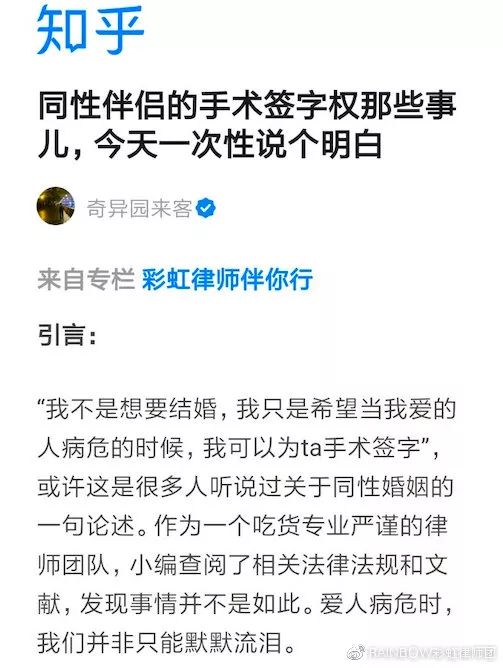 知乎
同性伴侣的手术签字权那些事
儿，今天一次性说个明白
奇异园来客
来自专栏 彩虹律师伴你行
引言：
“我不是想要结婚，我只是希望当我爱的
人病危的时候，我可以为ta手术签字”，
或许这是很多人听说过关于同性婚姻的
一句论述。作为一个吃货专业严谨的律
师团队，小编查阅了相关法律法规和文
献，发现事情并不是如此。爱人病危时，
我们并非只能默默流泪。
@RAINBOW彩虹律师团